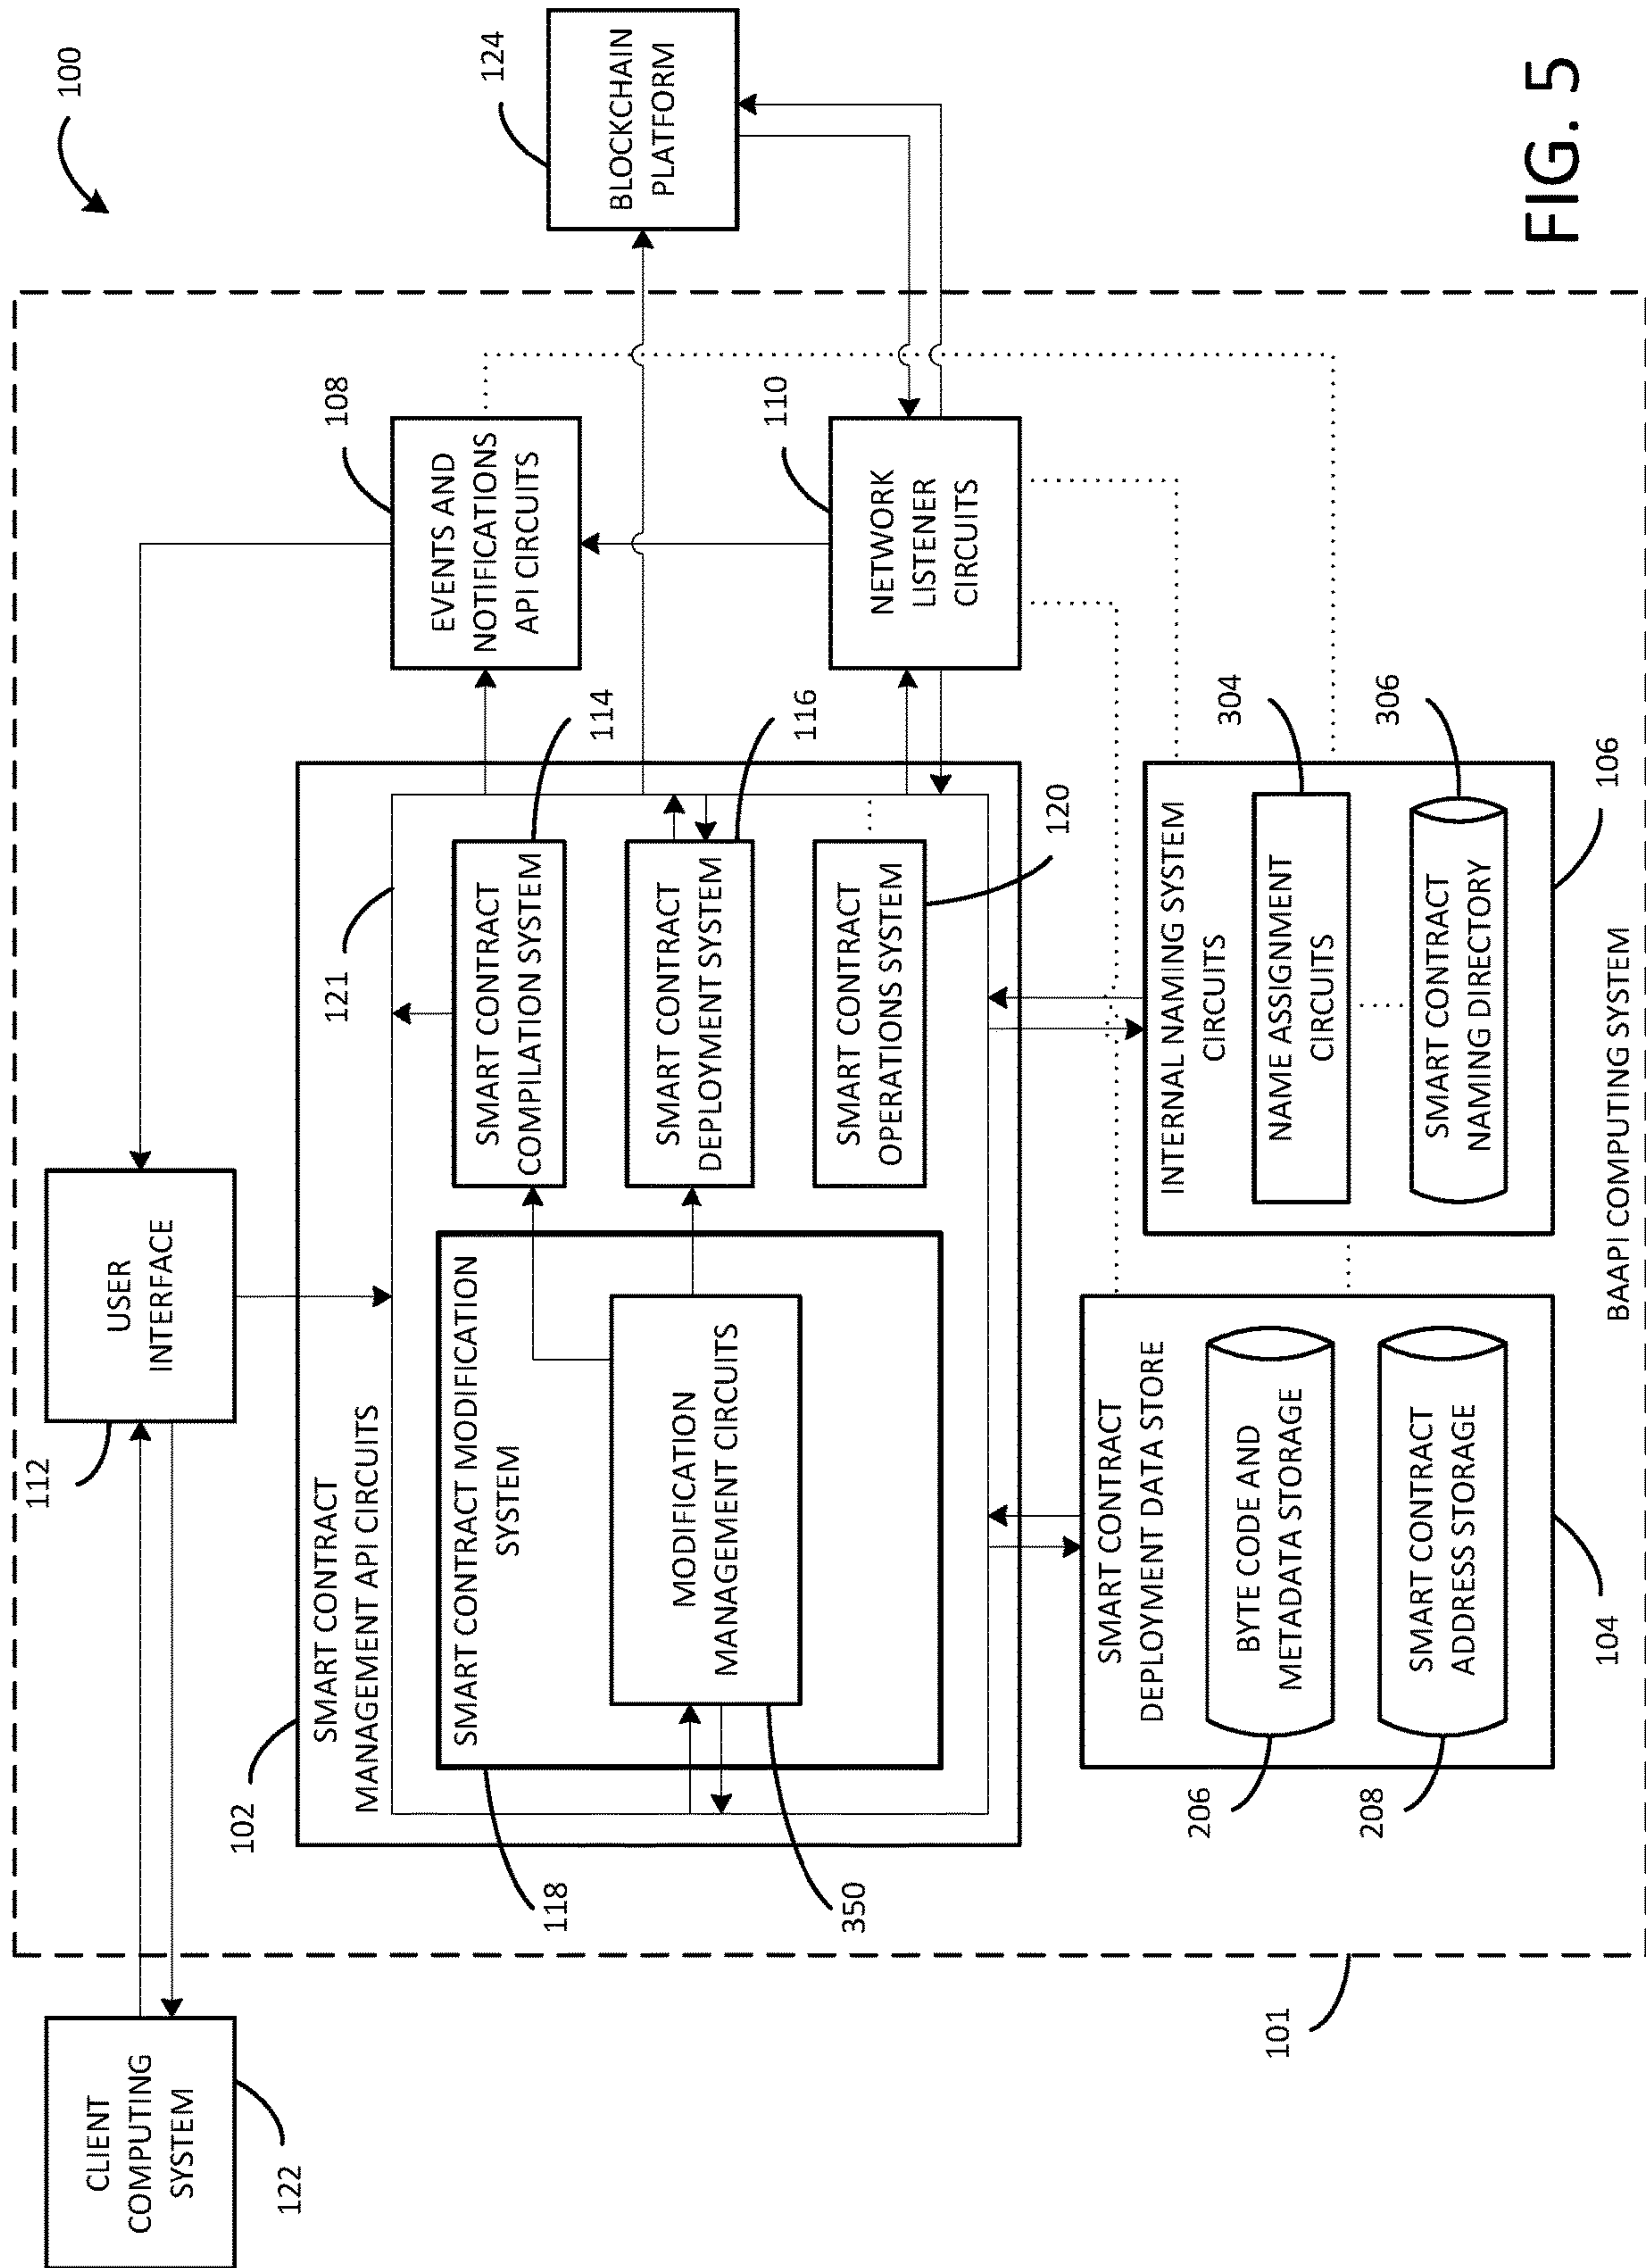 100
CLIENT
COMPUTING
SYSTEM
122
USER
INTERFACE
112
EVENTS AND
NOTIFICATIONS
API CIRCUITS
108
BLOCKCHAIN
PLATFORM
124
102
SMART CONTRACT
MANAGEMENT API CIRCUITS
121
SMART CONTRACT MODIFICATION
SYSTEM
118
MODIFICATION
MANAGEMENT CIRCUITS
350
SMART CONTRACT
COMPILATION SYSTEM
114
SMART CONTRACT
DEPLOYMENT SYSTEM
116
SMART CONTRACT
OPERATIONS SYSTEM
120
NETWORK
LISTENER
CIRCUITS
110
SMART CONTRACT
DEPLOYMENT DATA STORE
BYTE CODE AND
METADATA STORAGE
206
SMART CONTRACT
ADDRESS STORAGE
208
104
INTERNAL NAMING SYSTEM
CIRCUITS
NAME ASSIGNMENT
CIRCUITS
304
SMART CONTRACT
NAMING DIRECTORY
306
106
BAAPI COMPUTING SYSTEM
101
FIG. 5